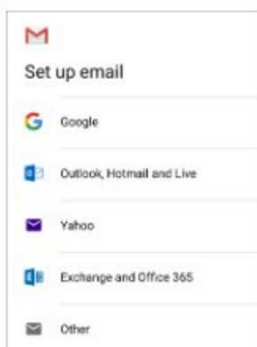 Set up email
Google
Outlook, Hotmail and Live
Yahoo
Exchange and Office 365
Other